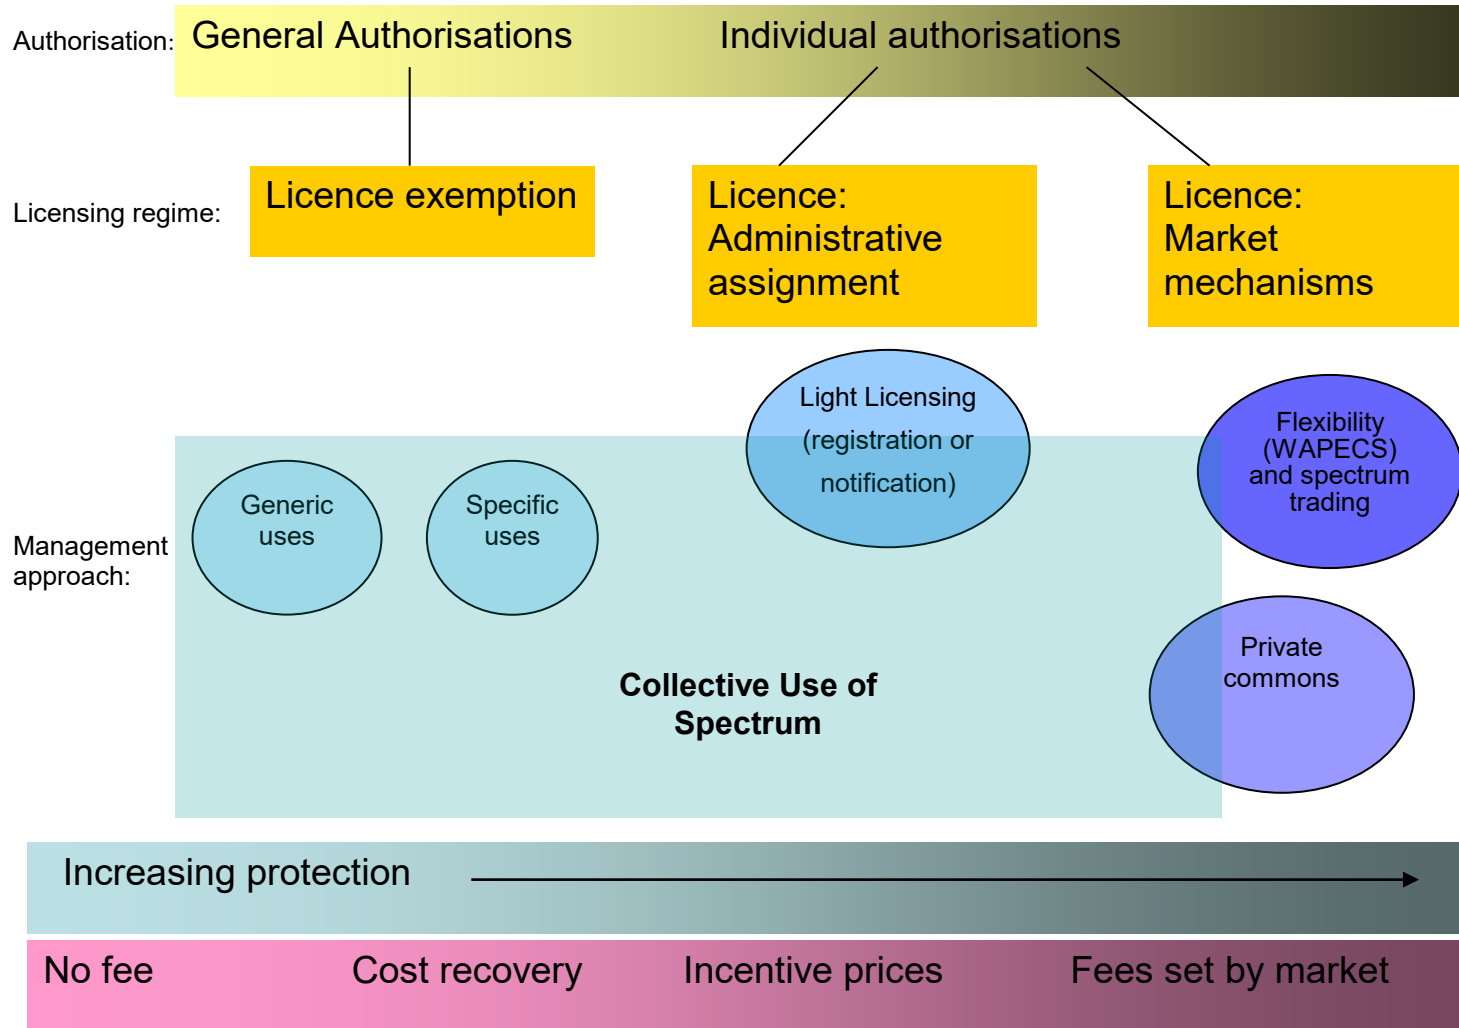 Authorisation:
General Authorisations
Individual authorisations
Licensing regime:
Licence exemption
Licence:
Administrative
assignment
Licence:
Market
mechanisms
Management
approach:
Generic
uses
Specific
uses
Light Licensing
(registration or
notification)
Flexibility
(WAPECS)
and spectrum
trading
Private
commons
Collective Use of
Spectrum
Increasing protection
No fee
Cost recovery
Incentive prices
Fees set by market